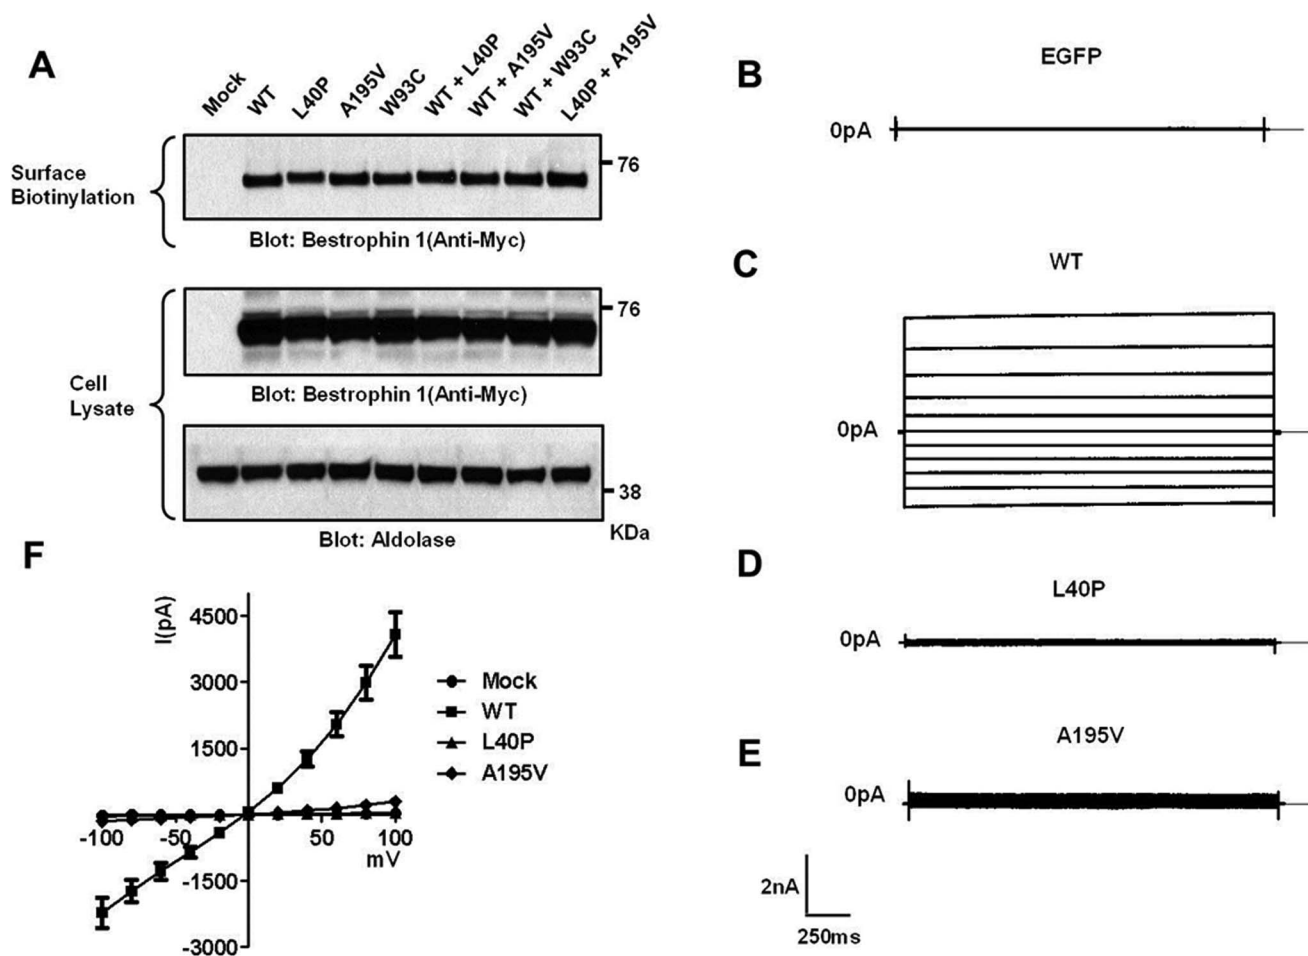 A
Mock
WT
L40P
A195V
W93C
WT + L40P
WT + A195V
WT + W93C
L40P + A195V
Surface
Biotinylation
76
Blot: Bestrophin 1(Anti-Myc)
Cell
Lysate
76
Blot: Bestrophin 1(Anti-Myc)
38
KDa
Blot: Aldolase
B
EGFP
0pA
C
WT
0pA
D
L40P
0pA
E
A195V
0pA
2nA
250ms
F
I(pA)
4500
3000
1500
-1500
-3000
-100
-50
50
100
mV
Mock
WT
L40P
A195V